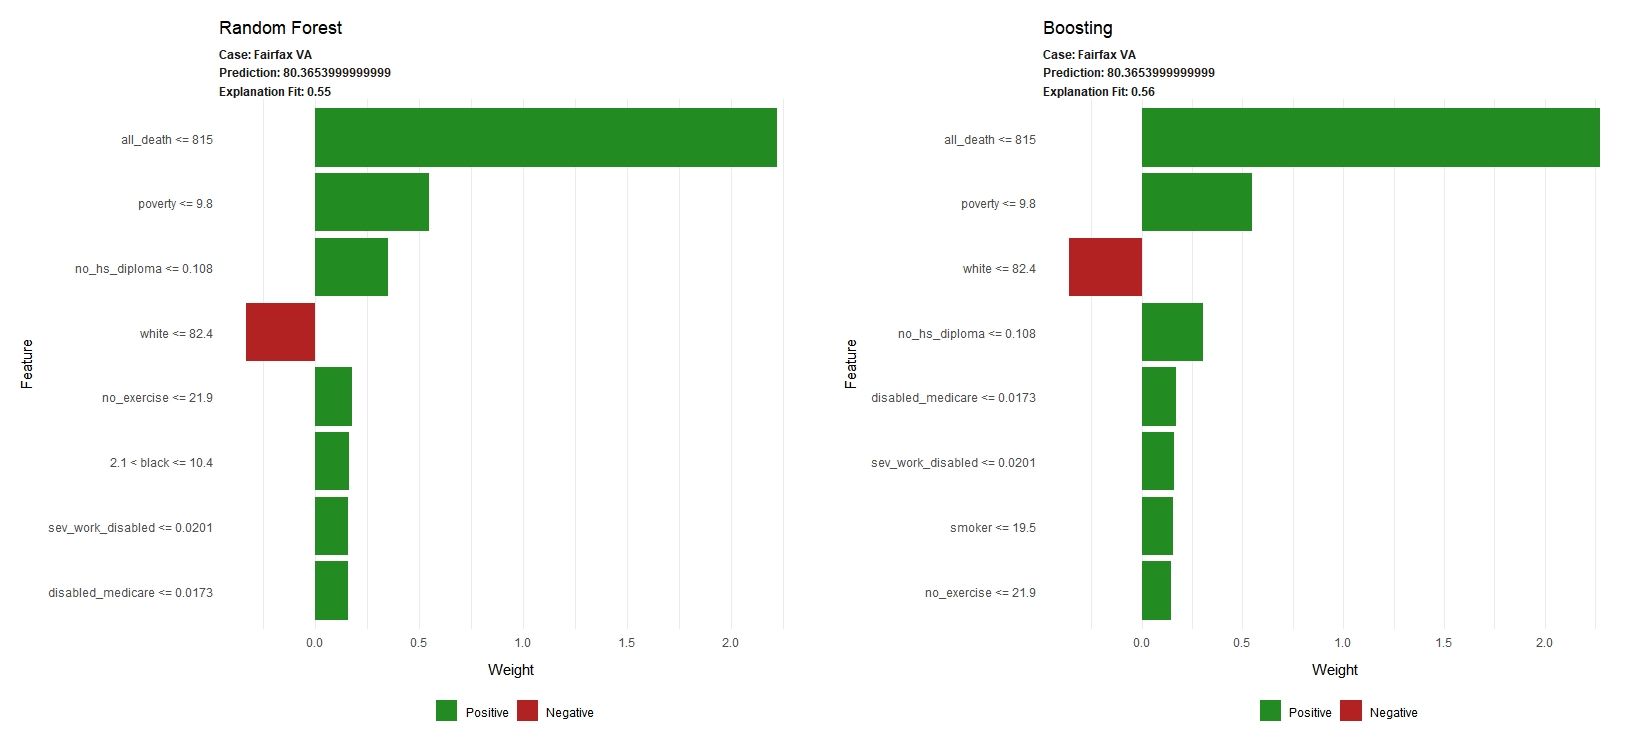 Random Forest
Case: Fairfax VA
Prediction: 80.3653999999999
Explanation Fit: 0.55
Feature
all_death <= 815
poverty <= 9.8
no_hs_diploma <= 0.108
white <= 82.4
no_exercise <= 21.9
2.1 < black <= 10.4
sev_work_disabled <= 0.0201
disabled_medicare <= 0.0173
0.0 0.5 1.0 1.5 2.0
Weight
Positive Negative
Boosting
Case: Fairfax VA
Prediction: 80.3653999999999
Explanation Fit: 0.56
Feature
all_death <= 815
poverty <= 9.8
white <= 82.4
no_hs_diploma <= 0.108
disabled_medicare <= 0.0173
sev_work_disabled <= 0.0201
smoker <= 19.5
no_exercise <= 21.9
0.0 0.5 1.0 1.5 2.0
Weight
Positive Negative